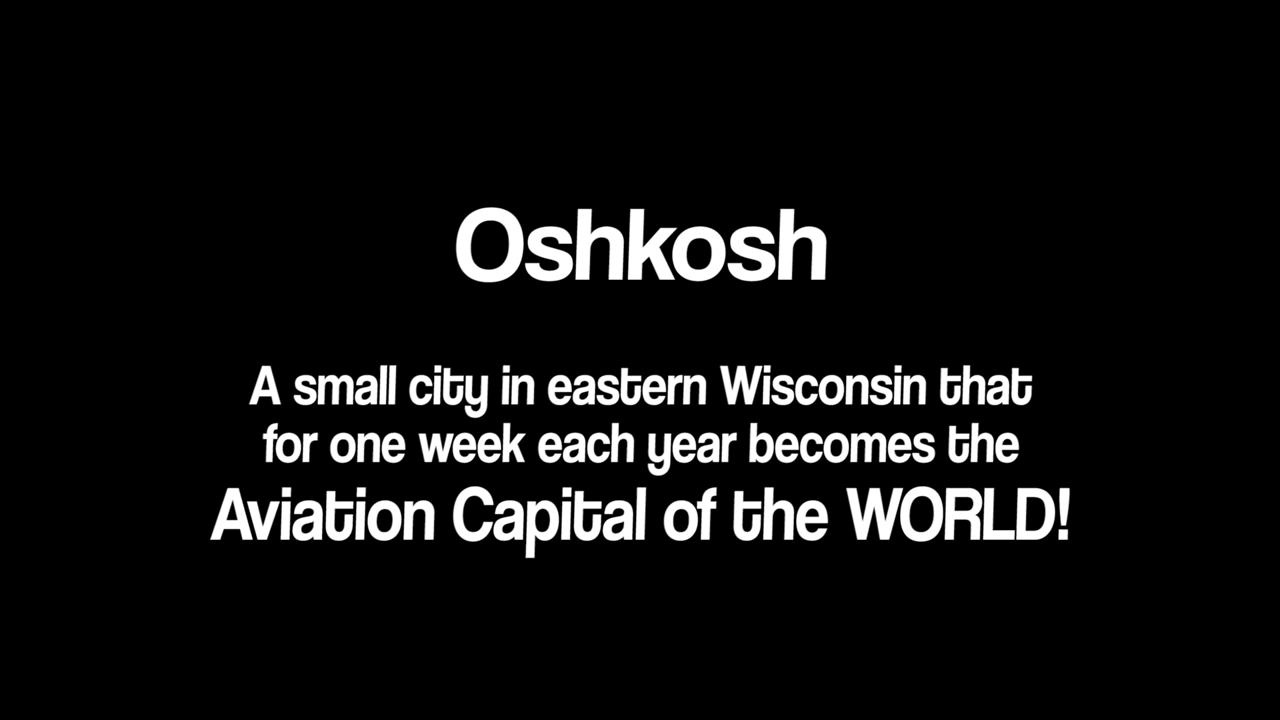 Oshkosh
A small city in eastern Wisconsin that
for one week each year becomes the
Aviation Capital of the WORLD!